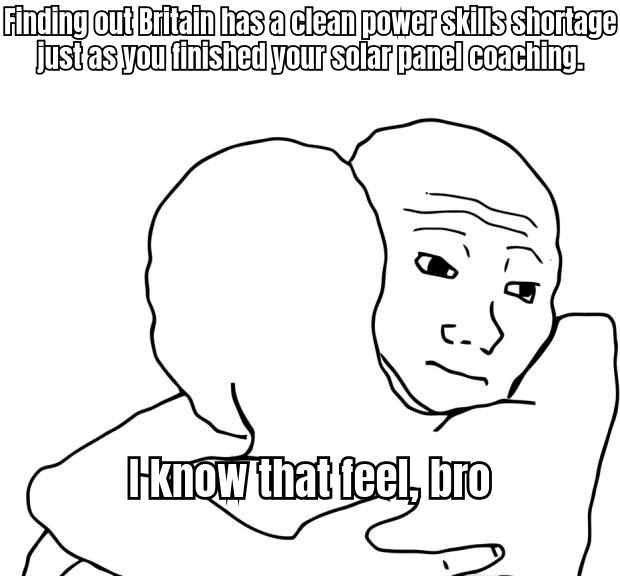 Finding out Britain has a clean power skills shortage
just as you finished your solar panel coaching.
I know that feel, bro